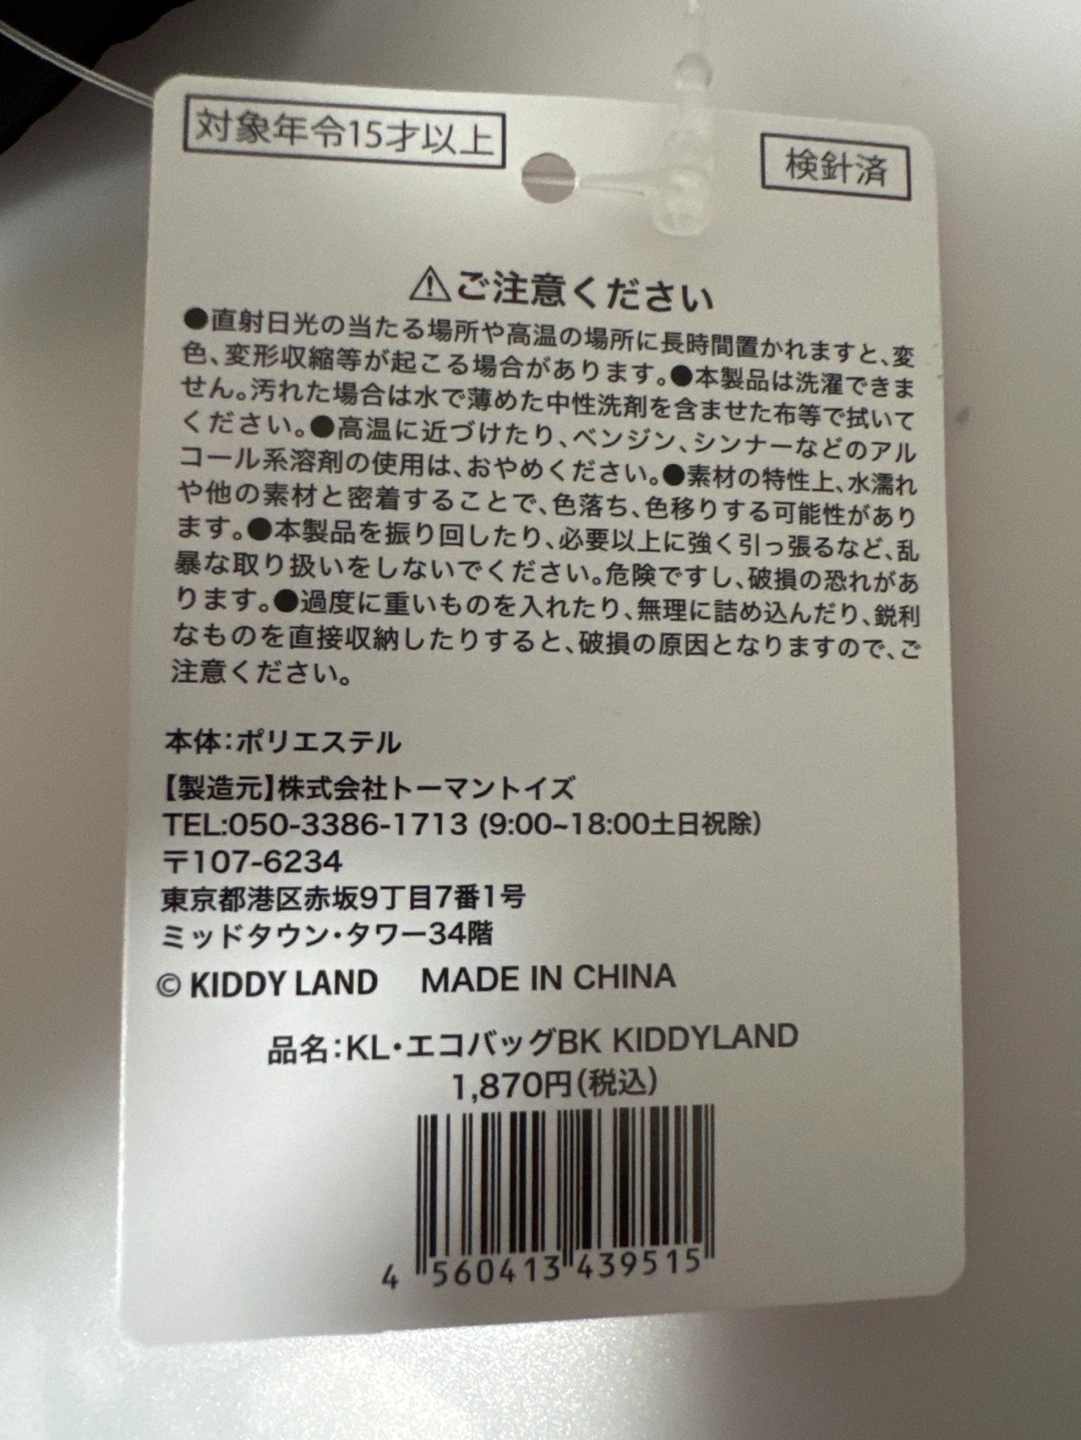 対象年令15才以上
検針済
⚠ご注意ください
●直射日光の当たる場所や高温の場所に長時間置かれますと、変
色、変形収縮等が起こる場合があります。●本製品は洗濯できま
せん。汚れた場合は水で薄めた中性洗剤を含ませた布等で拭いて
ください。●高温に近づけたり、ベンジン、シンナーなどのアル
コール系溶剤の使用は、おやめください。●素材の特性上、水濡れ
や他の素材と密着することで、色落ち、色移りする可能性があり
ます。●本製品を振り回したり、必要以上に強く引っ張るなど、乱
暴な取り扱いをしないでください。危険ですし、破損の恐れがあ
ります。●過度に重いものを入れたり、無理に詰め込んだり、鋭利
なものを直接収納したりすると、破損の原因となりますので、ご
注意ください。
本体:ポリエステル
【製造元】株式会社トーマントイズ
TEL:050-3386-1713 (9:00~18:00土日祝除)
〒107-6234
東京都港区赤坂9丁目7番1号
ミッドタウン・タワー34階
© KIDDY LAND MADE IN CHINA
品名:KL・エコバッグBK KIDDYLAND
1,870円(税込)
4 560413 439515